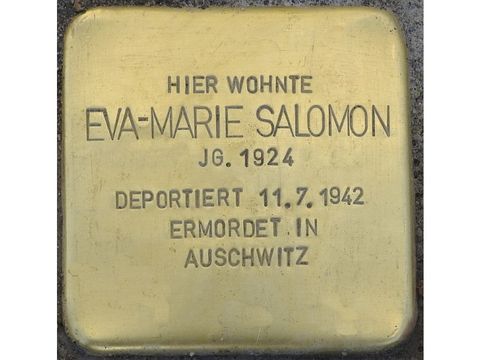 HIER WOHNTE
EVA-MARIE SALOMON
JG. 1924
DEPORTIERT 11.7.1942
ERMORDET IN
AUSCHWITZ